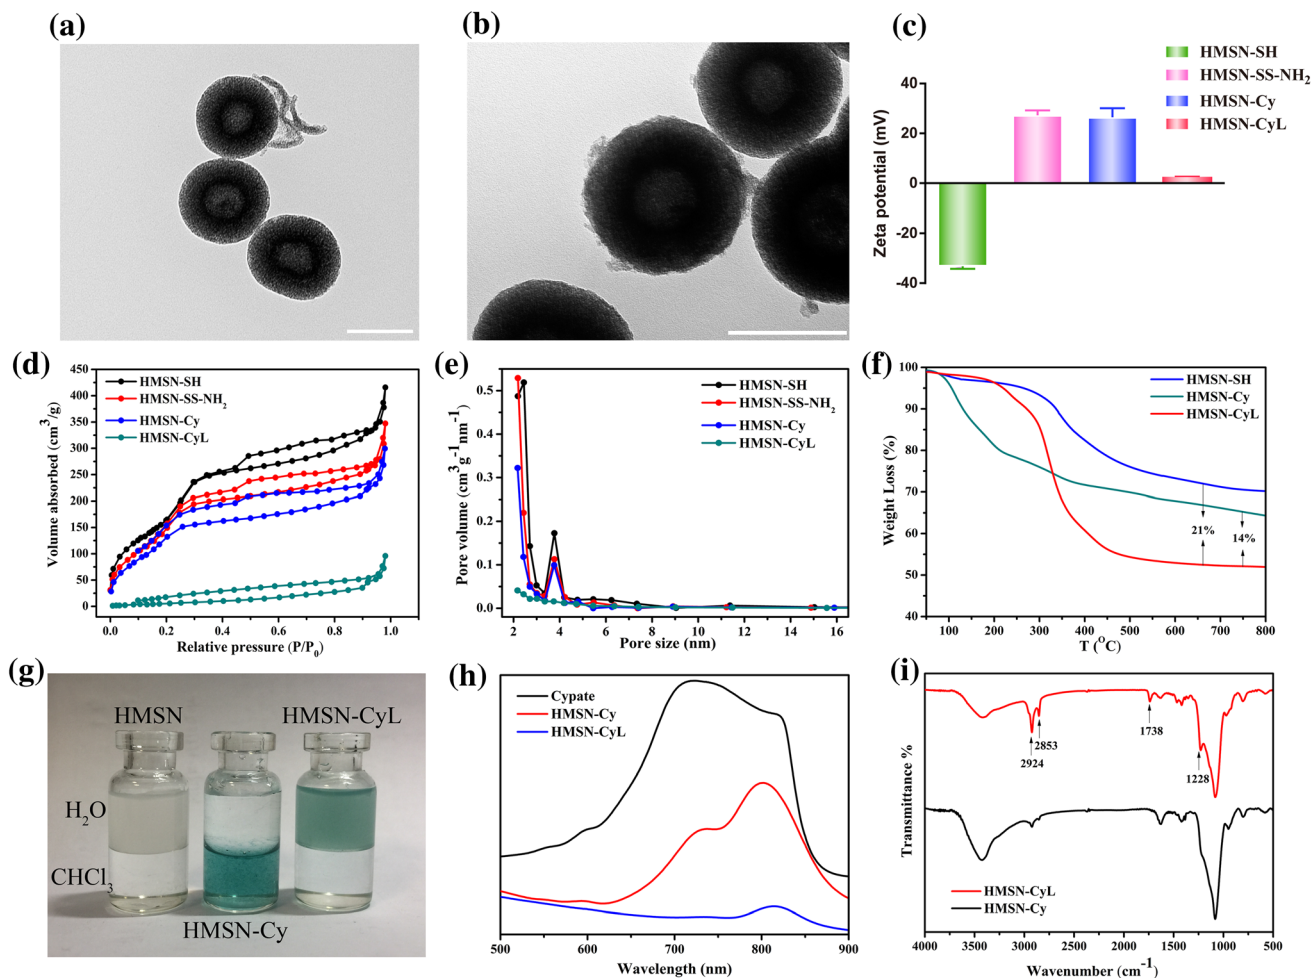 (a)
(b)
(c)
HMSN-SH
HMSN-SS-NH2
HMSN-Cy
HMSN-CyL
Zeta potential (mV)
40
20
0
-20
-40
(d)
HMSN-SH
HMSN-SS-NH2
HMSN-Cy
HMSN-CyL
Volume absorbed (cm3/g)
450
400
350
300
250
200
150
100
50
0
0.0 0.2 0.4 0.6 0.8 1.0
Relative pressure (P/P0)
(e)
HMSN-SH
HMSN-SS-NH2
HMSN-Cy
HMSN-CyL
Pore volume (cm3g-1nm-1)
0.5
0.4
0.3
0.2
0.1
0.0
2 4 6 8 10 12 14 16
Pore size (nm)
(f)
HMSN-SH
HMSN-Cy
HMSN-CyL
Weight Loss (%)
100
90
80
70
60
50
40
21%
14%
100 200 300 400 500 600 700 800
T (OC)
(g)
HMSN
HMSN-CyL
H2O
CHCl3
HMSN-Cy
(h)
Cypate
HMSN-Cy
HMSN-CyL
500 600 700 800 900
Wavelength (nm)
(i)
Transmittance %
2924
2853
1738
1228
HMSN-CyL
HMSN-Cy
4000 3500 3000 2500 2000 1500 1000 500
Wavenumber (cm-1)